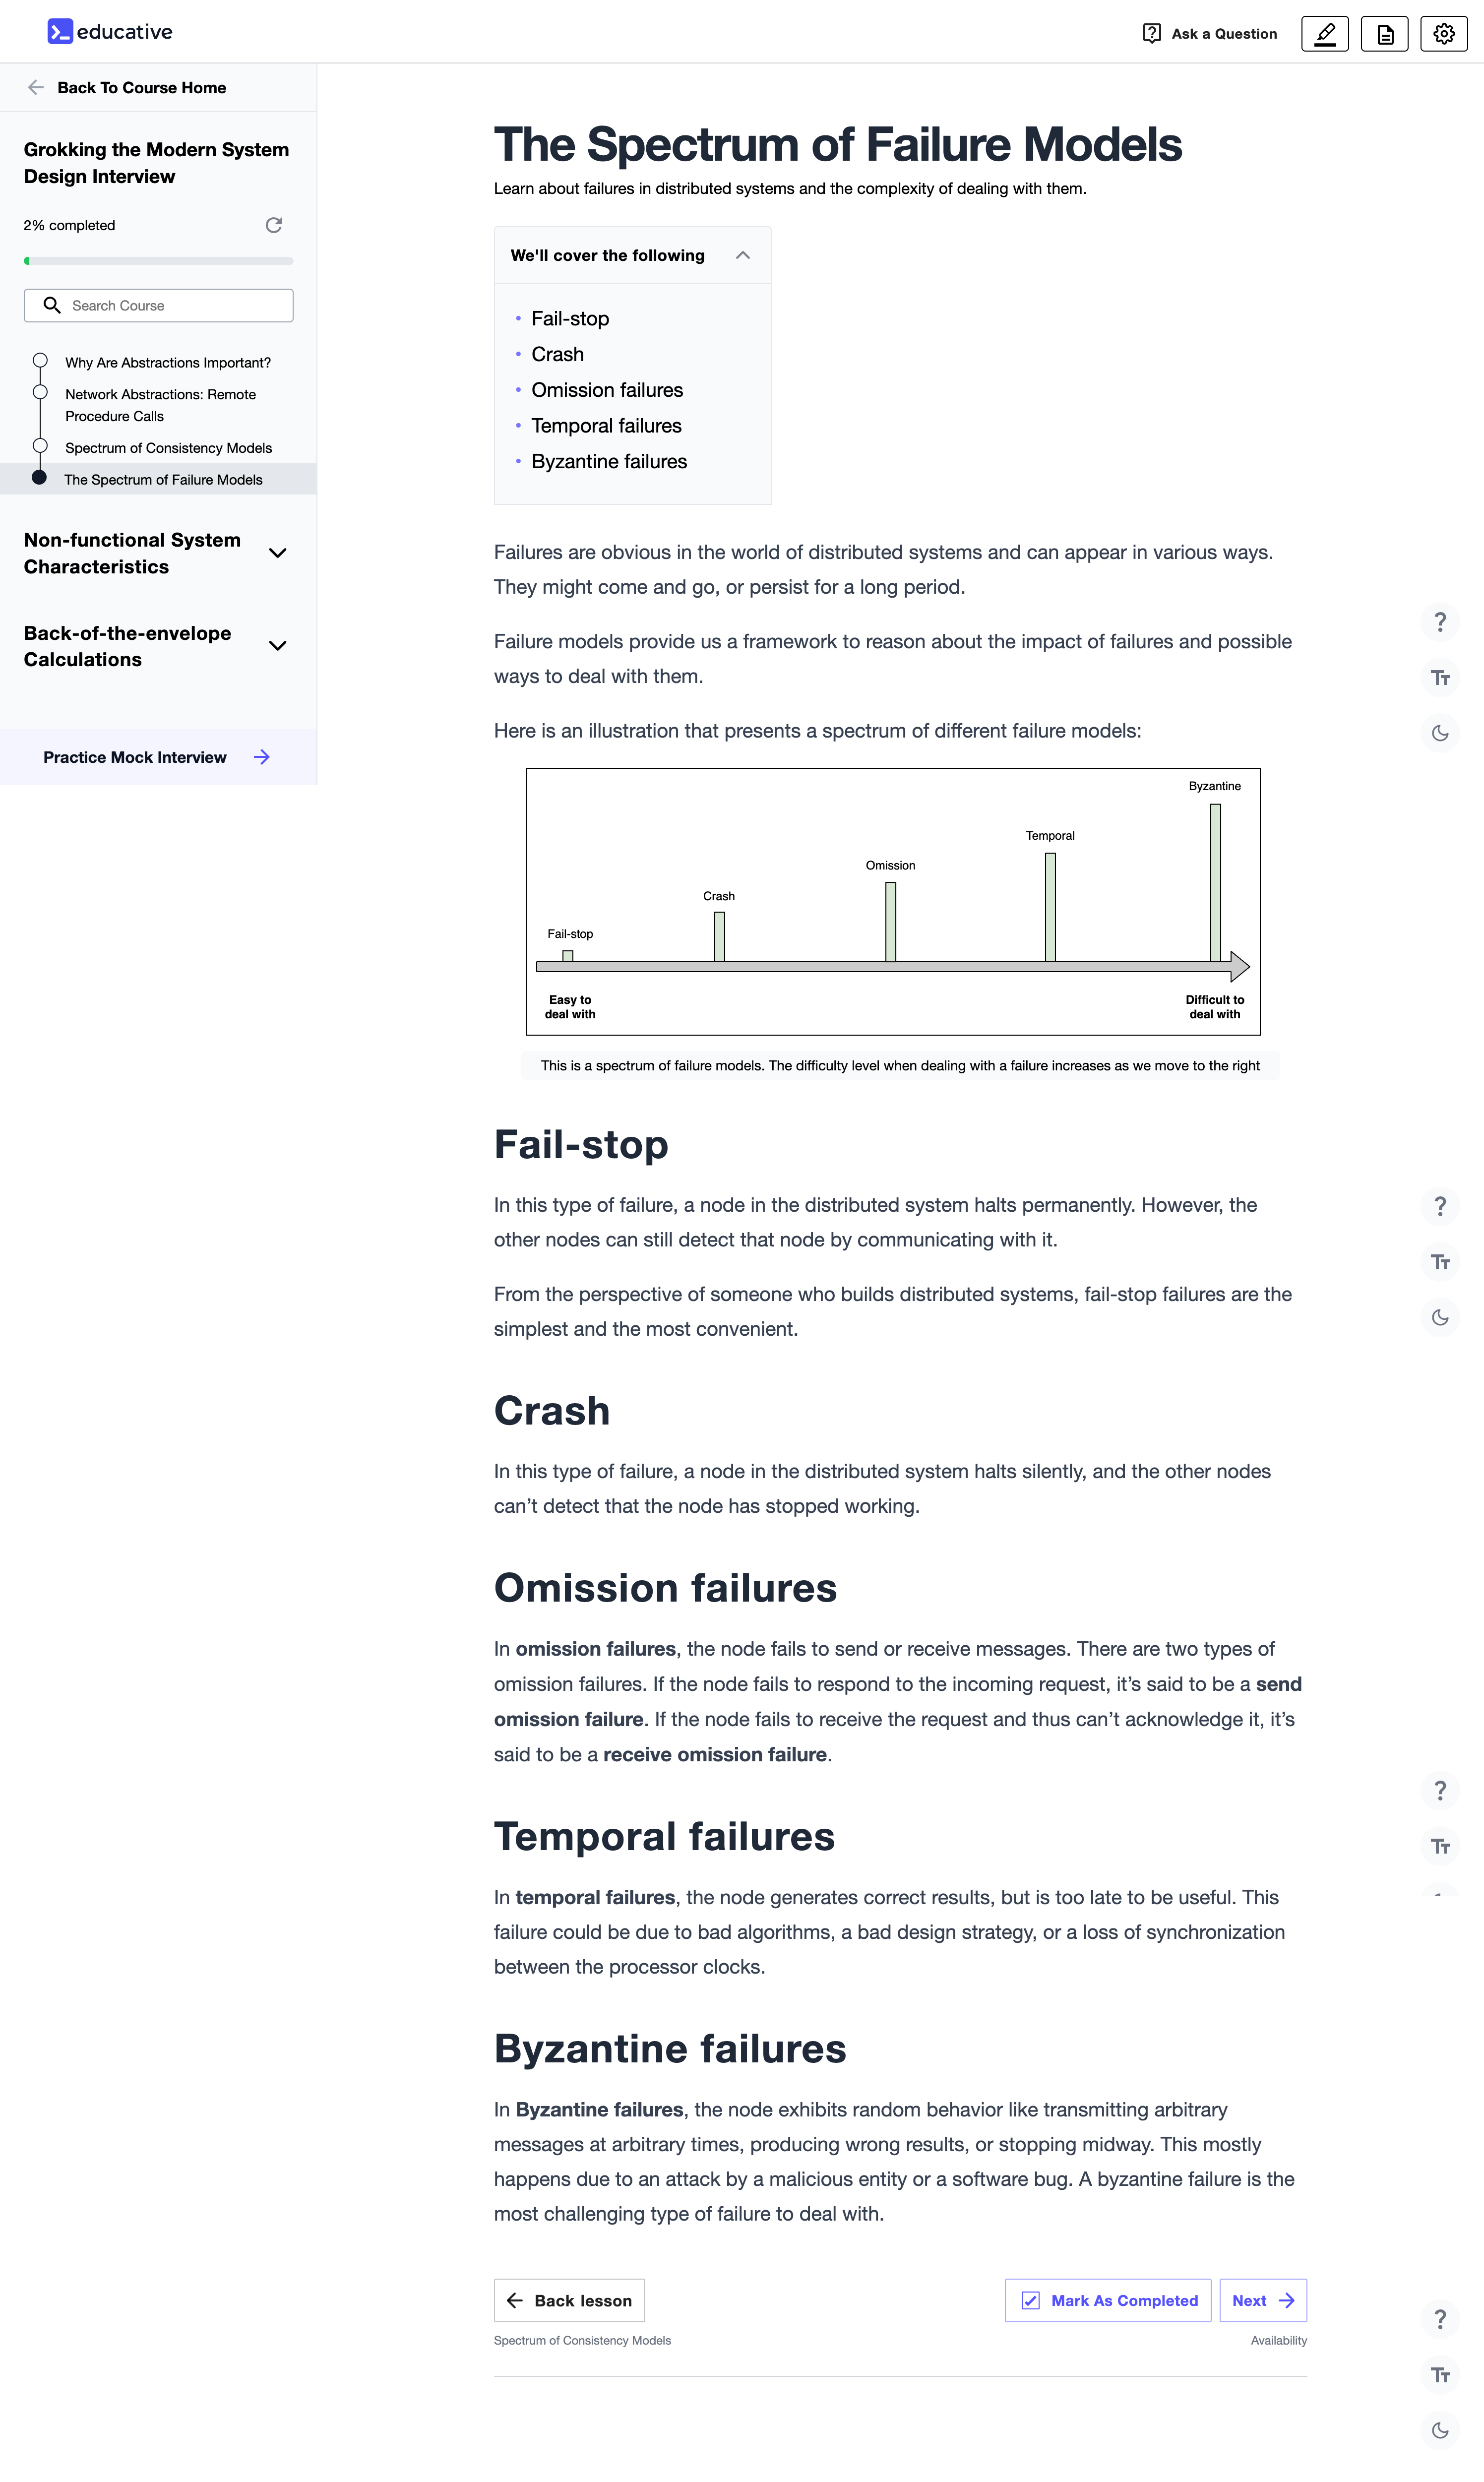 educative
Ask a Question
Back To Course Home
Grokking the Modern System
Design Interview
2% completed
Search Course
Why Are Abstractions Important?
Network Abstractions: Remote
Procedure Calls
Spectrum of Consistency Models
The Spectrum of Failure Models
Non-functional System
Characteristics
Back-of-the-envelope
Calculations
Practice Mock Interview
The Spectrum of Failure Models
Learn about failures in distributed systems and the complexity of dealing with them.
We'll cover the following
Fail-stop
Crash
Omission failures
Temporal failures
Byzantine failures
Failures are obvious in the world of distributed systems and can appear in various ways.
They might come and go, or persist for a long period.
Failure models provide us a framework to reason about the impact of failures and possible
ways to deal with them.
Here is an illustration that presents a spectrum of different failure models:
Fail-stop
Crash
Omission
Temporal
Byzantine
Easy to
deal with
Difficult to
deal with
This is a spectrum of failure models. The difficulty level when dealing with a failure increases as we move to the right
?
Tт
Fail-stop
In this type of failure, a node in the distributed system halts permanently. However, the
other nodes can still detect that node by communicating with it.
From the perspective of someone who builds distributed systems, fail-stop failures are the
simplest and the most convenient.
?
Tт
Crash
In this type of failure, a node in the distributed system halts silently, and the other nodes
can’t detect that the node has stopped working.
Omission failures
In omission failures, the node fails to send or receive messages. There are two types of
omission failures. If the node fails to respond to the incoming request, it’s said to be a send
omission failure. If the node fails to receive the request and thus can’t acknowledge it, it’s
said to be a receive omission failure.
?
Tт
Temporal failures
In temporal failures, the node generates correct results, but is too late to be useful. This
failure could be due to bad algorithms, a bad design strategy, or a loss of synchronization
between the processor clocks.
Byzantine failures
In Byzantine failures, the node exhibits random behavior like transmitting arbitrary
messages at arbitrary times, producing wrong results, or stopping midway. This mostly
happens due to an attack by a malicious entity or a software bug. A byzantine failure is the
most challenging type of failure to deal with.
Back lesson
Mark As Completed
Next
Spectrum of Consistency Models
Availability
?
Tт